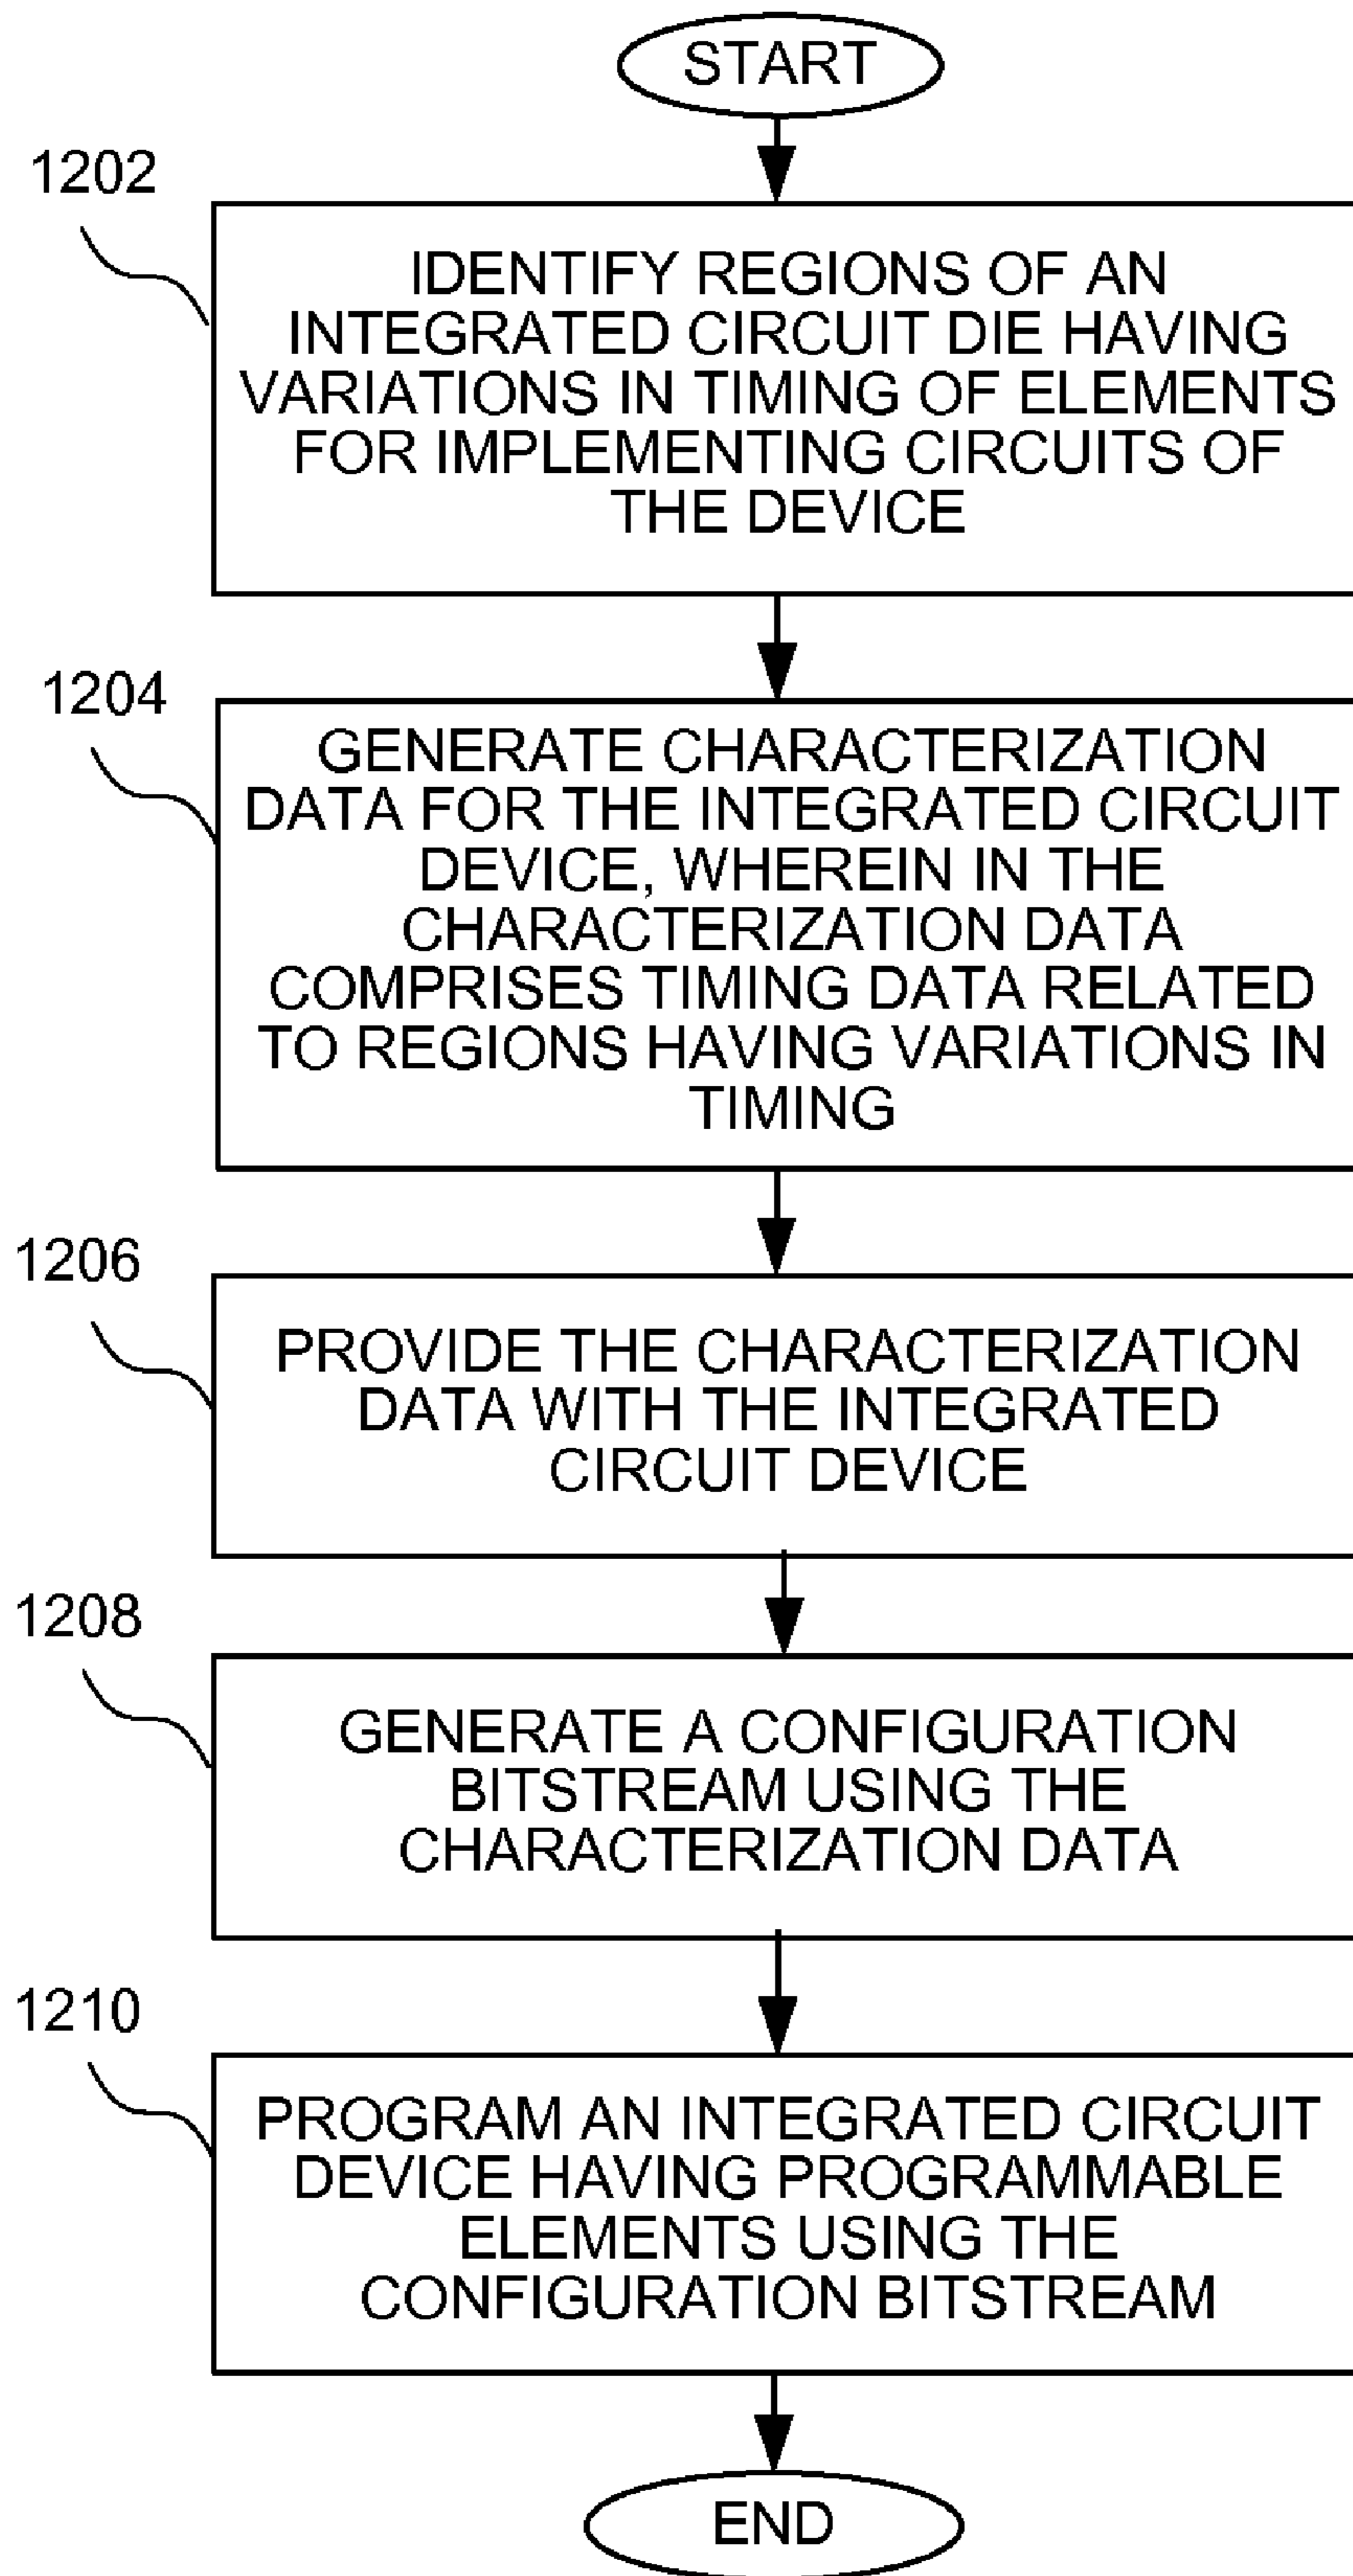 START
1202
IDENTIFY REGIONS OF AN
INTEGRATED CIRCUIT DIE HAVING
VARIATIONS IN TIMING OF ELEMENTS
FOR IMPLEMENTING CIRCUITS OF
THE DEVICE
1204
GENERATE CHARACTERIZATION
DATA FOR THE INTEGRATED CIRCUIT
DEVICE, WHEREIN IN THE
CHARACTERIZATION DATA
COMPRISES TIMING DATA RELATED
TO REGIONS HAVING VARIATIONS IN
TIMING
1206
PROVIDE THE CHARACTERIZATION
DATA WITH THE INTEGRATED
CIRCUIT DEVICE
1208
GENERATE A CONFIGURATION
BITSTREAM USING THE
CHARACTERIZATION DATA
1210
PROGRAM AN INTEGRATED CIRCUIT
DEVICE HAVING PROGRAMMABLE
ELEMENTS USING THE
CONFIGURATION BITSTREAM
END